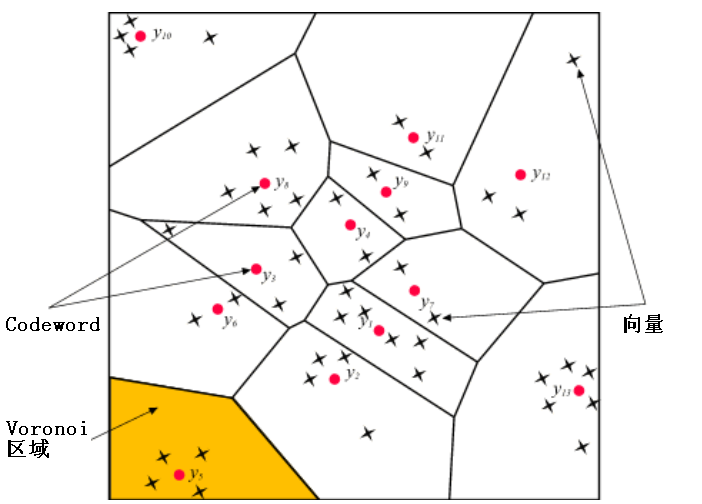 y10
y11
y12
y8
y9
y4
y3
y7
y6
y1
Codeword
向量
y2
y13
Voronoi
区域
y5